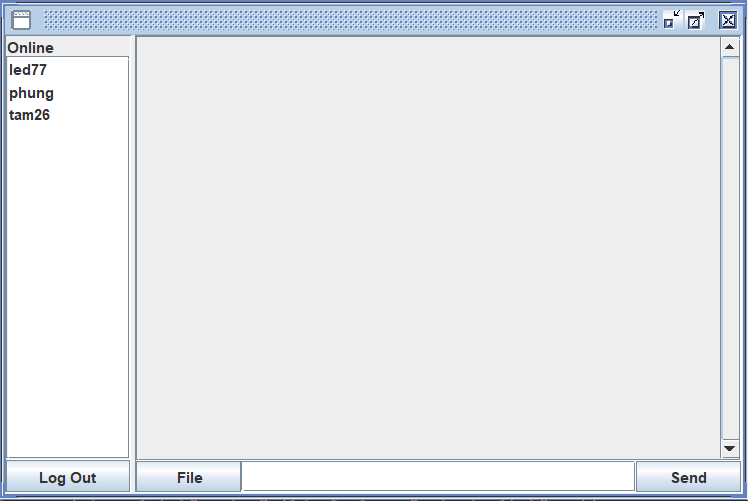 Online
led77
phung
tam26
Log Out
File
Send